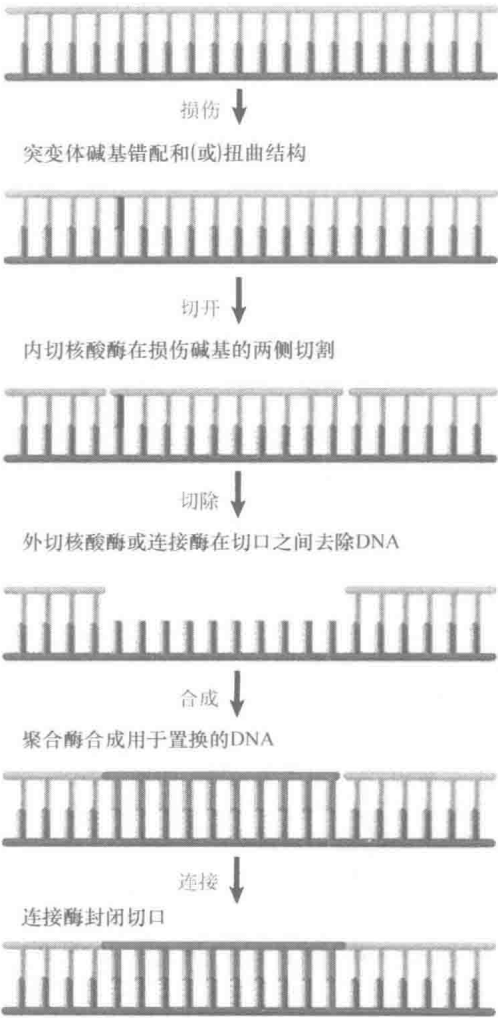 损伤
突变体碱基错配和(或)扭曲结构
切开
内切核酸酶在损伤碱基的两侧切割
切除
外切核酸酶或连接酶在切口之间去除DNA
合成
聚合酶合成用于置换的DNA
连接
连接酶封闭切口